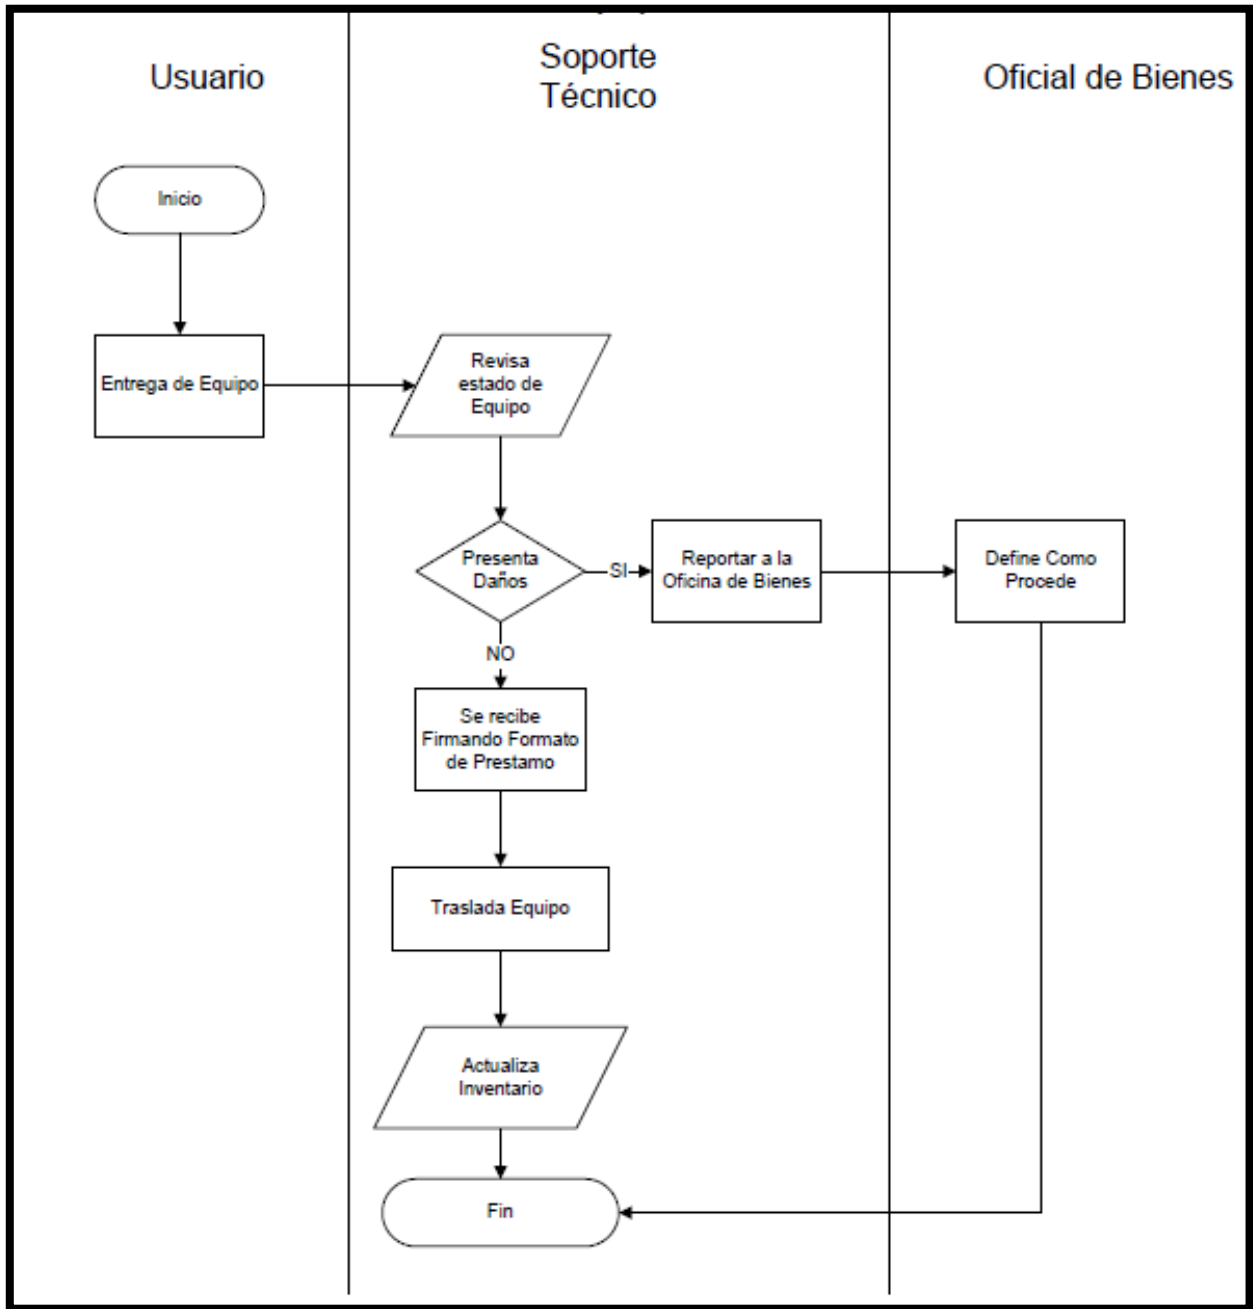 Usuario
Soporte
Técnico
Oficial de Bienes
Inicio
Entrega de Equipo
Revisa
estado de
Equipo
Presenta
Daños
SI
Reportar a la
Oficina de Bienes
Define Como
Procede
NO
Se recibe
Firmando Formato
de Prestamo
Traslada Equipo
Actualiza
Inventario
Fin